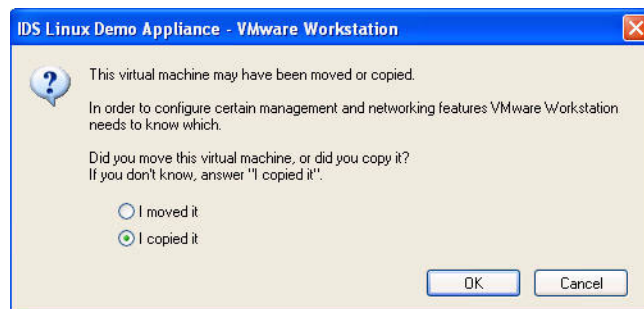 IDS Linux Demo Appliance - VMware Workstation
This virtual machine may have been moved or copied.
In order to configure certain management and networking features VMware Workstation
needs to know which.
Did you move this virtual machine, or did you copy it?
If you don't know, answer "I copied it".
I moved it
I copied it
OK
Cancel